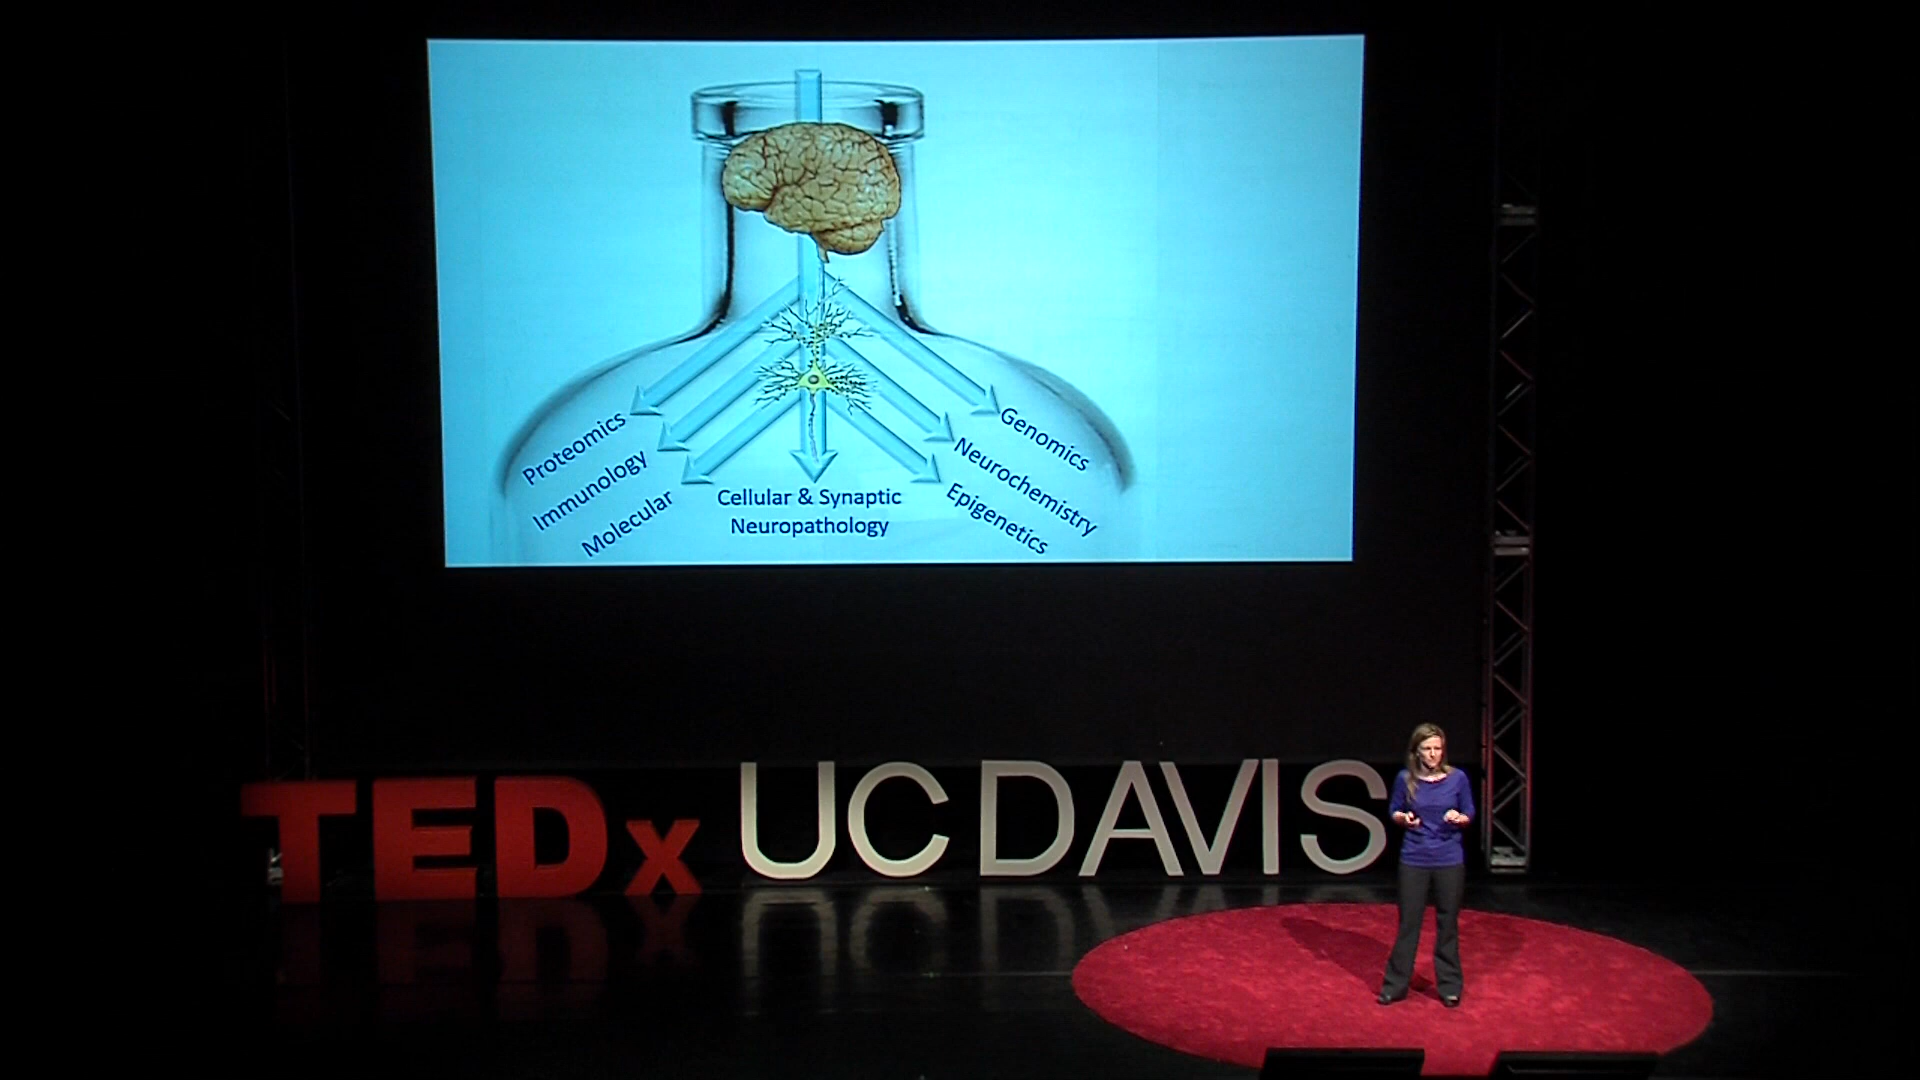 Proteomics
Immunology
Molecular
Cellular & Synaptic
Neuropathology
Genomics
Neurochemistry
Epigenetics
TEDx UC DAVIS